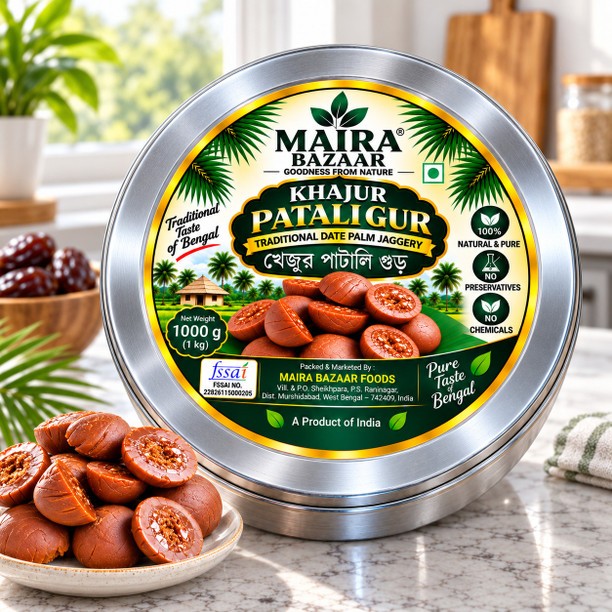 MAIRA®
BAZAAR
GOODNESS FROM NATURE
KHAJUR
PATALI GUR
TRADITIONAL DATE PALM JAGGERY
খেজুর পাটালি গুড়
Traditional
Taste
of Bengal
100%
NATURAL & PURE
NO
PRESERVATIVES
NO
CHEMICALS
Net Weight
1000 g
(1 kg)
fssai
FSSAI NO.
22826115000205
Packed & Marketed By :
MAIRA BAZAAR FOODS
Vill. & P.O. Sheikhpara, P.S. Raninagar,
Dist. Murshidabad, West Bengal – 742409, India
Pure
Taste
of
Bengal
A Product of India